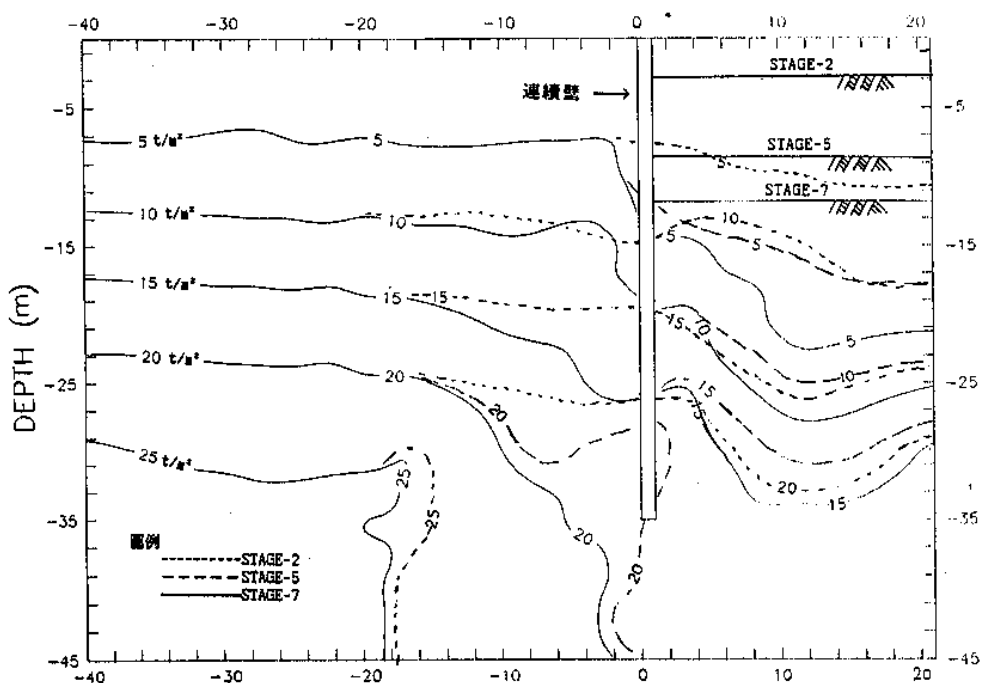 -40 -30 -20 -10 0 10 20
STAGE-2
連續壁
-5 -5
5 t/m² 5 5
STAGE-5
STAGE-7
10 t/m² 10 10
5
-15 -15
15 t/m² 15 15
15 10 5
20 t/m² 20 10
-25 -25
15
15
20
25 t/m²
25 20 15
25
-35 -35
20
20
圖例
STAGE-2
STAGE-5
STAGE-7
-45 -45
-40 -30 -20 -10 0 10 20
DEPTH (m)